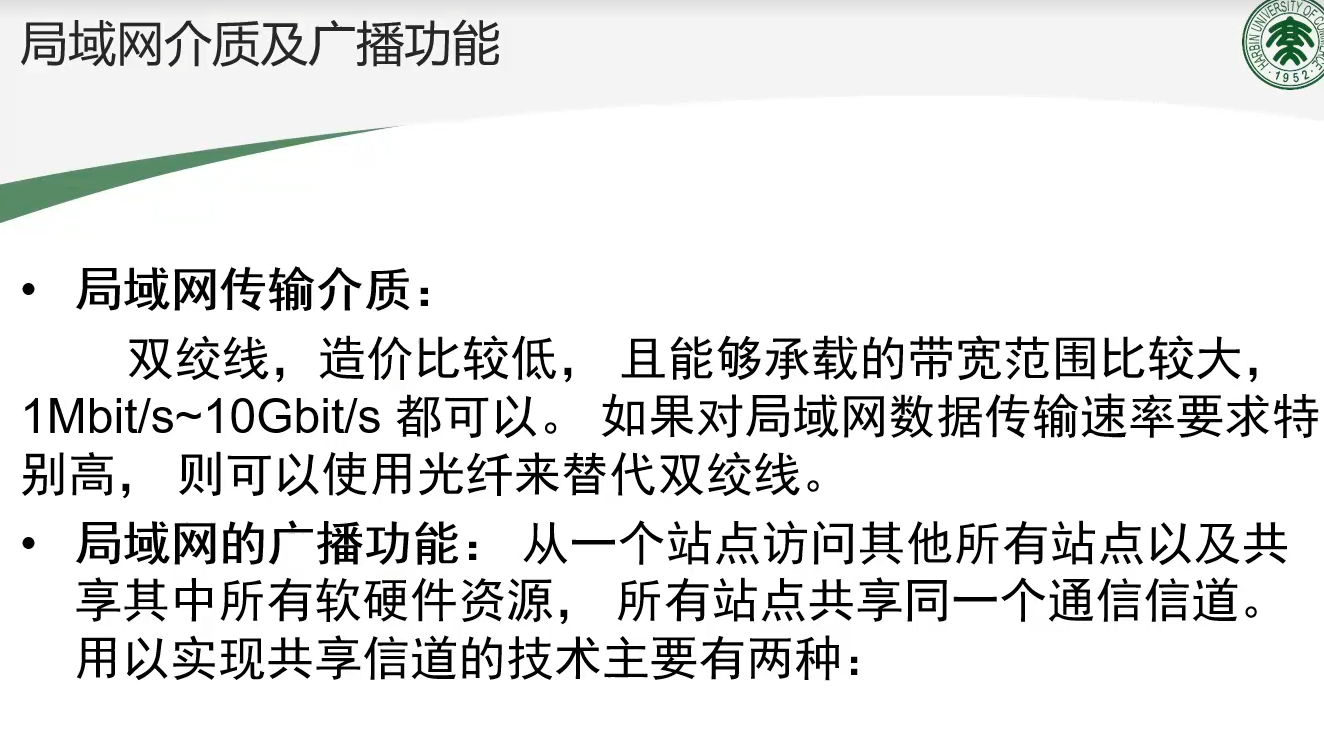 局域网介质及广播功能
HARBIN UNIVERSITY OF COMMERCE
·1952·
• 局域网传输介质：
双绞线，造价比较低， 且能够承载的带宽范围比较大，
1Mbit/s~10Gbit/s 都可以。 如果对局域网数据传输速率要求特
别高， 则可以使用光纤来替代双绞线。
• 局域网的广播功能： 从一个站点访问其他所有站点以及共
享其中所有软硬件资源， 所有站点共享同一个通信信道。
用以实现共享信道的技术主要有两种：